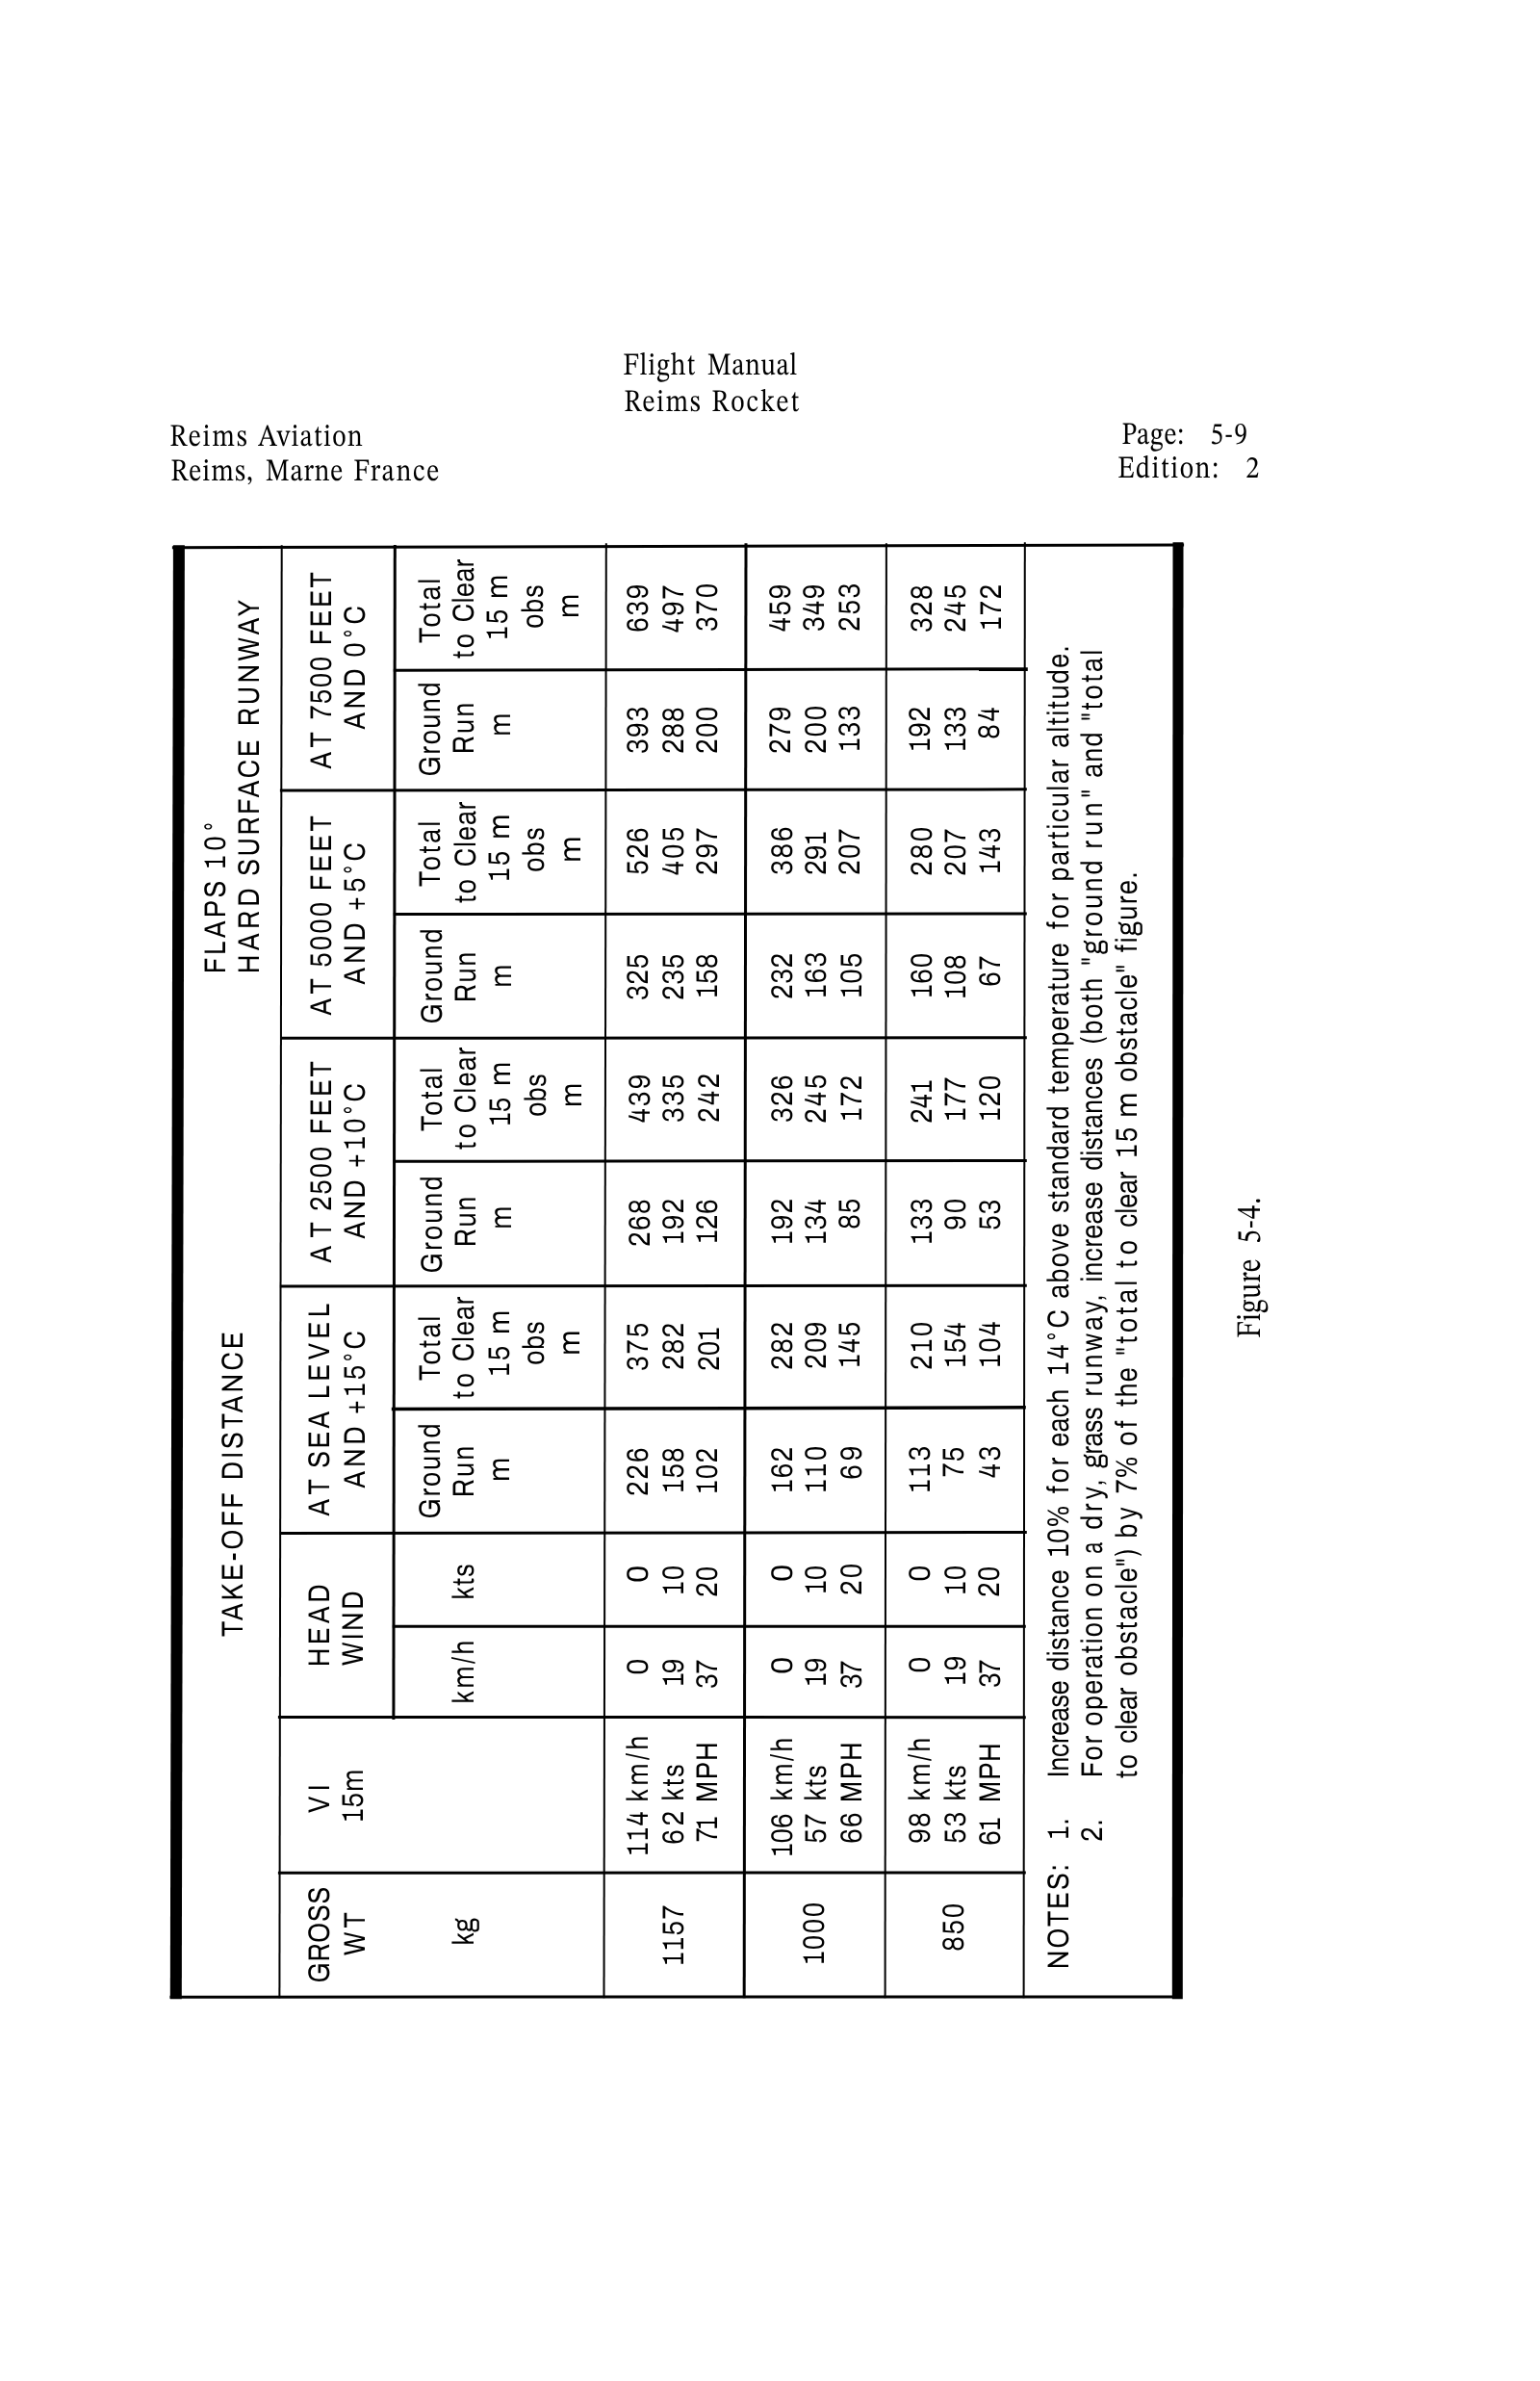 Flight Manual
Reims Rocket
Reims Aviation
Reims, Marne France
Page: 5-9
Edition: 2
TAKE-OFF DISTANCE
FLAPS 10°
HARD SURFACE RUNWAY
GROSS WT kg | VI 15m | HEAD WIND | AT SEA LEVEL AND +15°C | AT 2500 FEET AND +10°C | AT 5000 FEET AND +5°C | AT 7500 FEET AND 0°C
km/h | kts | Ground Run m | Total to Clear 15 m obs m | Ground Run m | Total to Clear 15 m obs m | Ground Run m | Total to Clear 15 m obs m | Ground Run m | Total to Clear 15 m obs m
114 km/h 0 0 226 375 268 439 325 526 393 639
1157 62 kts 19 10 158 282 192 335 235 405 288 497
71 MPH 37 20 102 201 126 242 158 297 200 370
106 km/h 0 0 162 282 192 326 232 386 279 459
1000 57 kts 19 10 110 209 134 245 163 291 200 349
66 MPH 37 20 69 145 85 172 105 207 133 253
98 km/h 0 0 113 210 133 241 160 280 192 328
850 53 kts 19 10 75 154 90 177 108 207 133 245
61 MPH 37 20 43 104 53 120 67 143 84 172
NOTES: 1. Increase distance 10% for each 14°C above standard temperature for particular altitude.
2. For operation on a dry, grass runway, increase distances (both "ground run" and "total
to clear obstacle") by 7% of the "total to clear 15 m obstacle" figure.
Figure 5-4.